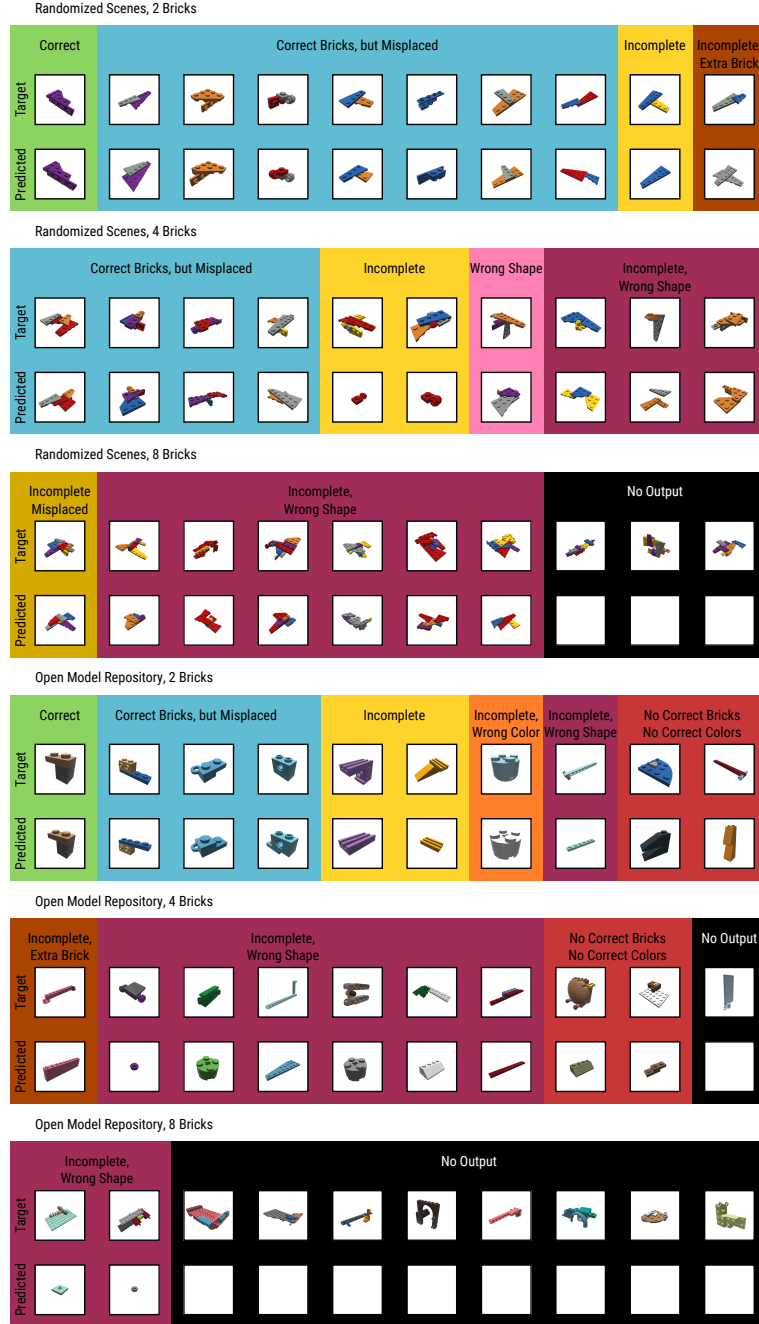 Randomized Scenes, 2 Bricks
Correct
Correct Bricks, but Misplaced
Incomplete
Incomplete
Extra Brick
Target
Predicted
Randomized Scenes, 4 Bricks
Correct Bricks, but Misplaced
Incomplete
Wrong Shape
Incomplete,
Wrong Shape
Target
Predicted
Randomized Scenes, 8 Bricks
Incomplete
Misplaced
Incomplete,
Wrong Shape
No Output
Target
Predicted
Open Model Repository, 2 Bricks
Correct
Correct Bricks, but Misplaced
Incomplete
Incomplete,
Wrong Color
Incomplete,
Wrong Shape
No Correct Bricks
No Correct Colors
Target
Predicted
Open Model Repository, 4 Bricks
Incomplete,
Extra Brick
Incomplete,
Wrong Shape
No Correct Bricks
No Correct Colors
No Output
Target
Predicted
Open Model Repository, 8 Bricks
Incomplete,
Wrong Shape
No Output
Target
Predicted